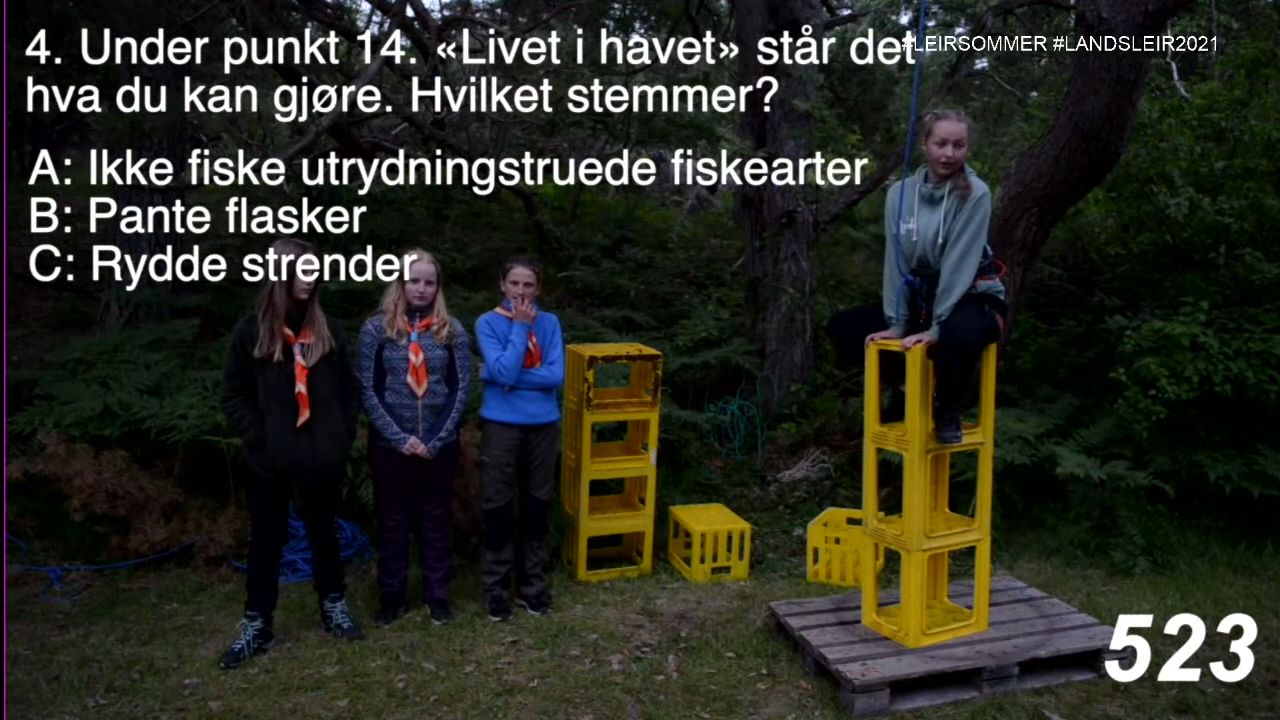 4. Under punkt 14. «Livet i havet» står det
#LEIRSOMMER #LANDSLEIR2021
hva du kan gjøre. Hvilket stemmer?
A: Ikke fiske utrydningstruede fiskearter
B: Pante flasker
C: Rydde strender
523